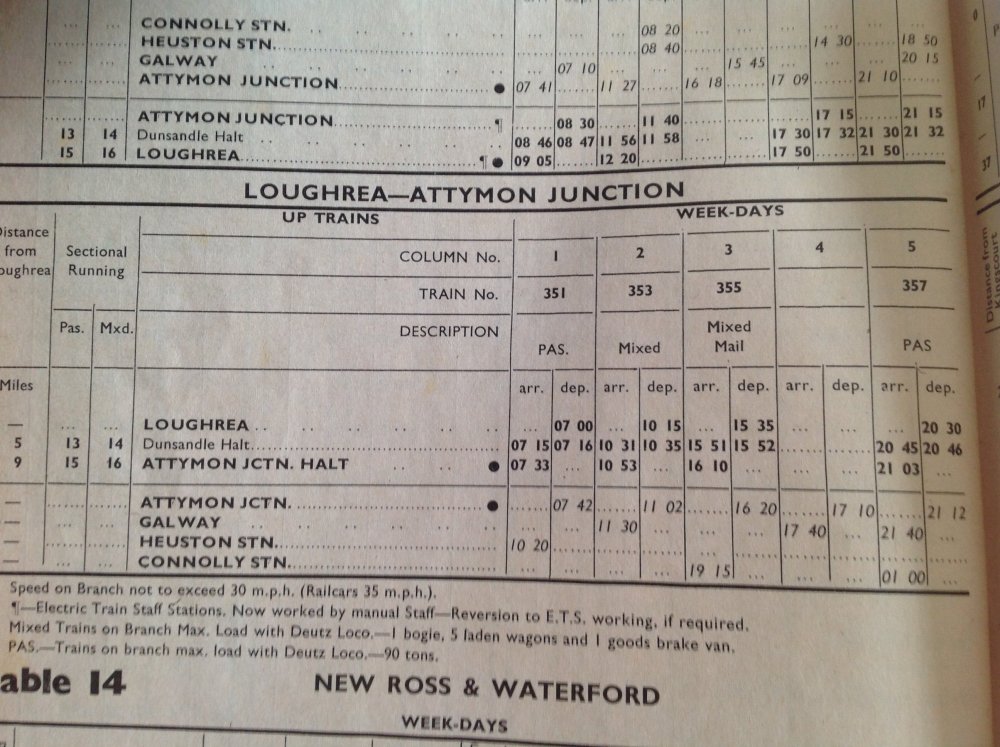 arr. dep. arr. dep. arr. dep.
CONNOLLY STN. 08 20
HEUSTON STN. 08 40 14 30 18 50
GALWAY 07 10 15 45 20 15
ATTYMON JUNCTION ● 07 41 11 27 16 18 17 09 21 10
ATTYMON JUNCTION ¶ 08 30 11 40 17 15 21 15
13 14 Dunsandle Halt 08 46 08 47 11 56 11 58 17 30 17 32 21 30 21 32
15 16 LOUGHREA ¶ ● 09 05 12 20 17 50 21 50
LOUGHREA—ATTYMON JUNCTION
UP TRAINS WEEK-DAYS
istance from oughrea Sectional Running
COLUMN No. 1 2 3 4 5
TRAIN No. 351 353 355 357
Pas. Mxd. DESCRIPTION PAS. Mixed Mixed Mail PAS
Miles arr. dep. arr. dep. arr. dep. arr. dep. arr. dep.
— LOUGHREA 07 00 10 15 15 35 20 30
5 13 14 Dunsandle Halt 07 15 07 16 10 31 10 35 15 51 15 52 20 45 20 46
9 15 16 ATTYMON JCTN. HALT ● 07 33 10 53 16 10 21 03
— ATTYMON JCTN. ● 07 42 11 02 16 20 17 10 21 12
— GALWAY 11 30 17 40 21 40
— HEUSTON STN. 10 20
— CONNOLLY STN. 19 15 01 00
Speed on Branch not to exceed 30 m.p.h. (Railcars 35 m.p.h.).
¶—Electric Train Staff Stations. Now worked by manual Staff—Reversion to E.T.S. working, if required.
Mixed Trains on Branch Max. Load with Deutz Loco.—1 bogie, 5 laden wagons and 1 goods brake van.
PAS.—Trains on branch max. load with Deutz Loco.—90 tons.
able 14 NEW ROSS & WATERFORD
WEEK-DAYS
17
37
Distance from
Kingscourt